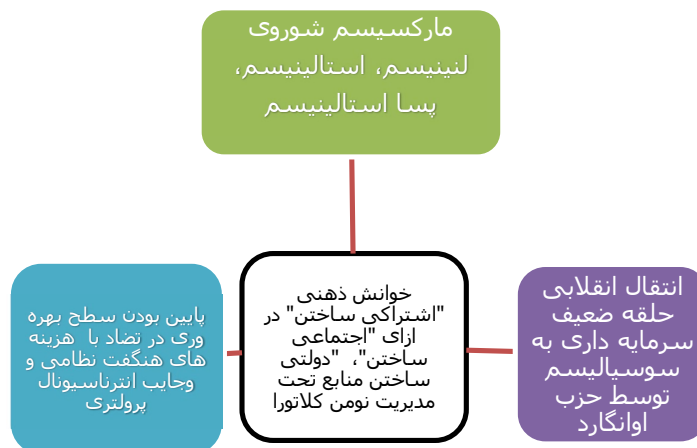 مارکسیسم شوروی
لنینیسم، استالینیسم،
پسا استالینیسم
انتقال انقلابی
حلقه ضعیف
سرمایه داری به
سوسیالیسم
توسط حزب
اوانگارد
خوانش ذهنی
"اشتراکی ساختن" در
ازای "اجتماعی
ساختن"، "دولتی
ساختن منابع تحت
مدیریت نومن کلاتورا
پایین بودن سطح بهره
وری در تضاد با هزینه
های هنگفت نظامی و
وجایب انترناسیونال
پرولتری